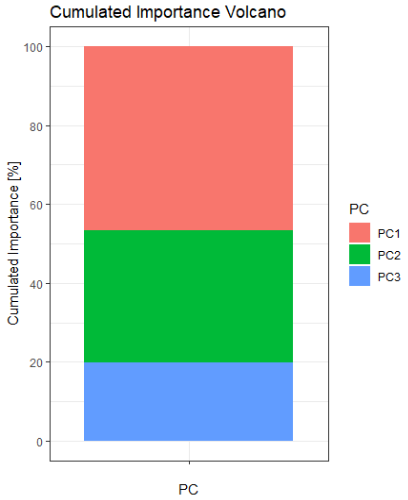 Cumulated Importance Volcano
Cumulated Importance [%]
100
80
60
40
20
0
PC
PC
PC1
PC2
PC3